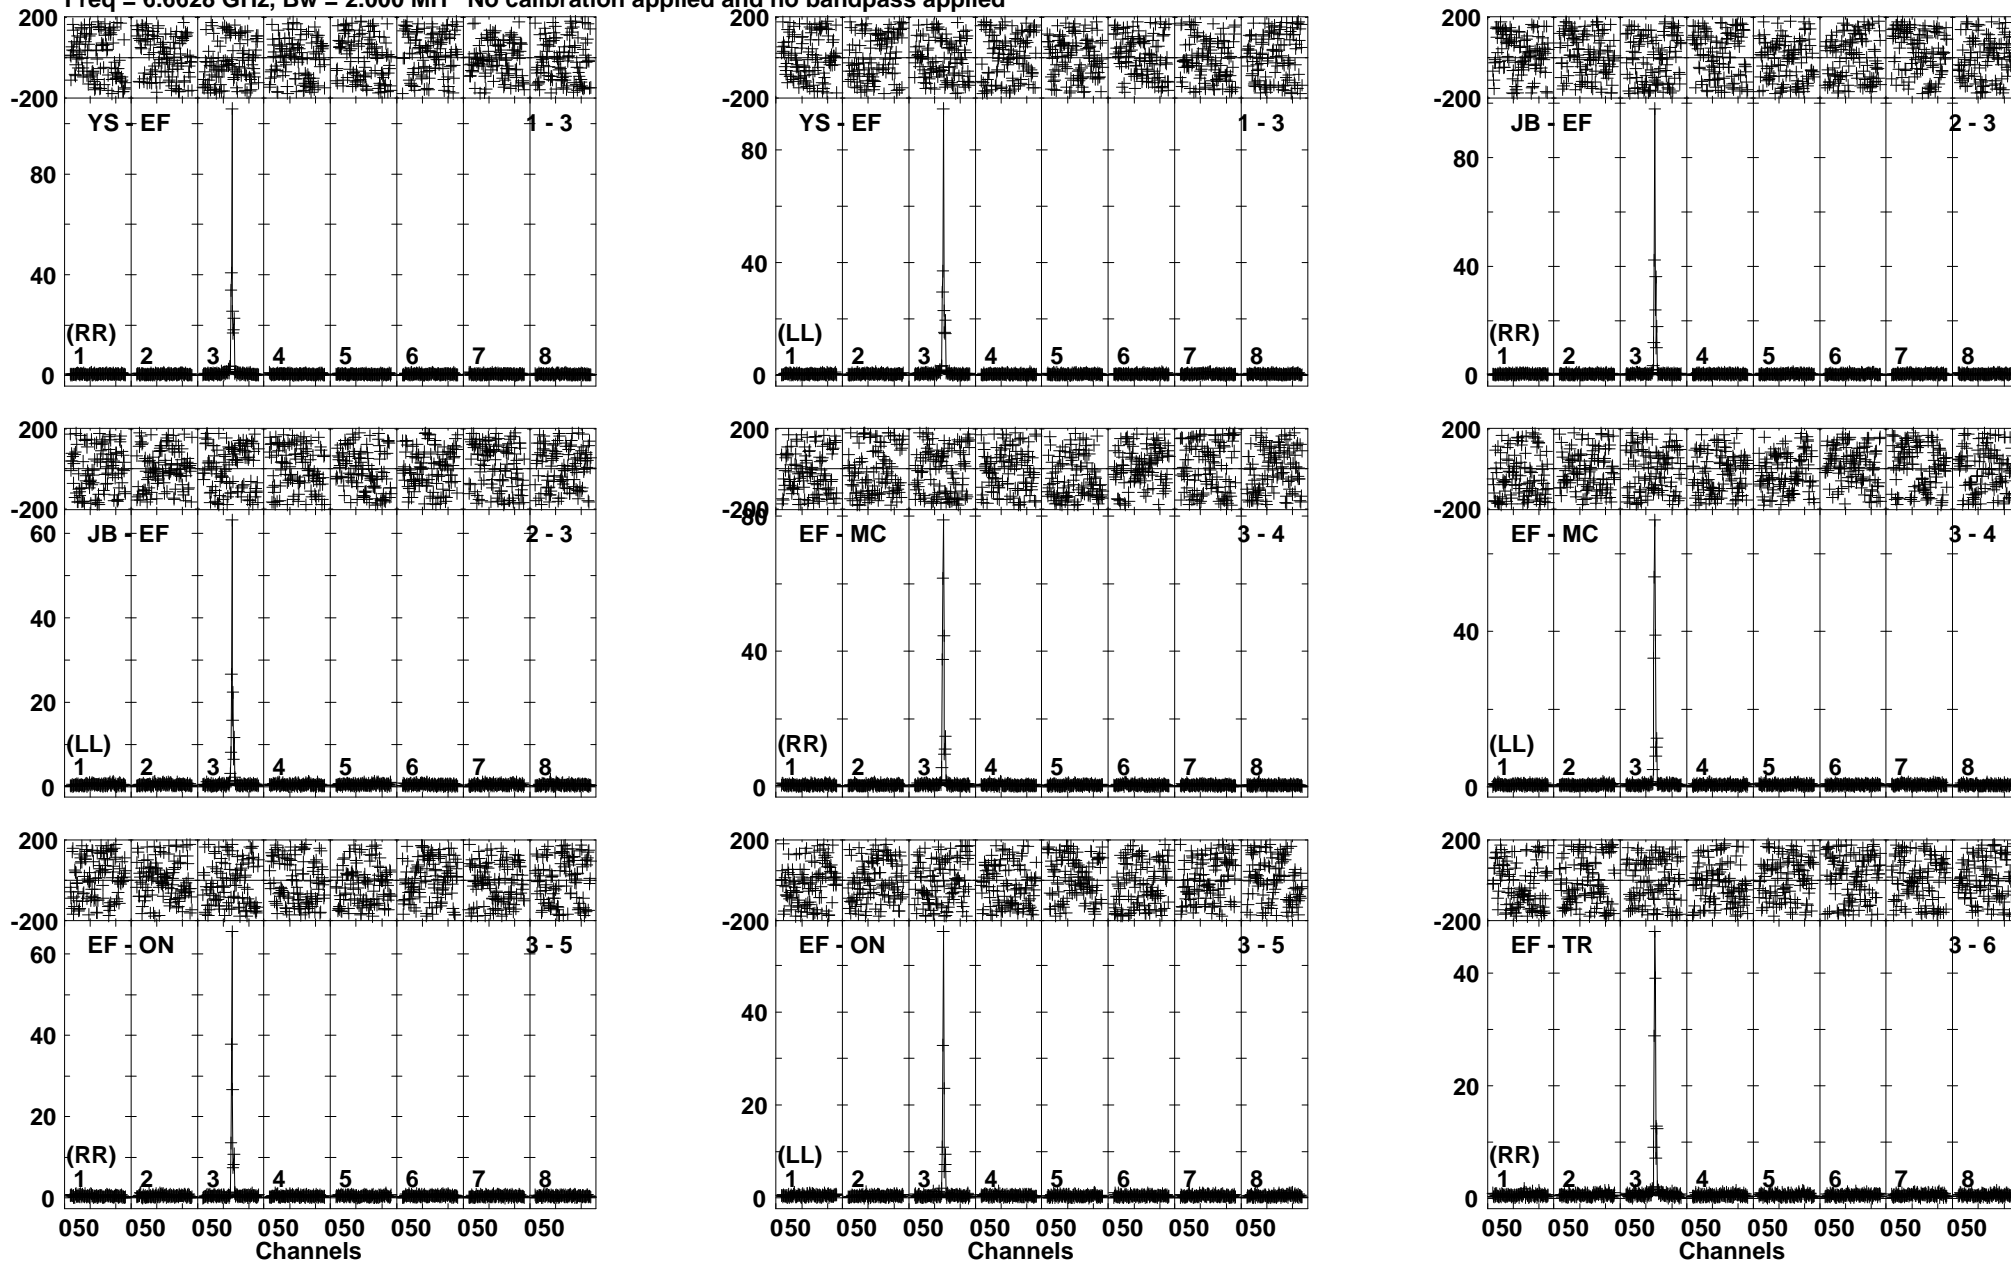 Freq = 6.6628 GHz, Bw = 2.000 MH No calibration applied and no bandpass applied
200 200 200
-200 -200 -200
YS - EF 1 - 3 YS - EF 1 - 3 JB - EF 2 - 3
80 80 80
40 40 40
(RR) (LL) (RR)
1 2 3 4 5 6 7 8 1 2 3 4 5 6 7 8 1 2 3 4 5 6 7 8
0 0 0
200 200 200
-200 -200 -200
60 80
JB - EF 2 - 3 EF - MC 3 - 4 EF - MC 3 - 4
40 40 40
20
(LL) (RR) (LL)
1 2 3 4 5 6 7 8 1 2 3 4 5 6 7 8 1 2 3 4 5 6 7 8
0 0 0
200 200 200
-200 -200 -200
EF - ON 3 - 5 EF - ON 3 - 5 EF - TR 3 - 6
60 40 40
40 20 20
20
(RR) (LL) (RR)
1 2 3 4 5 6 7 8 1 2 3 4 5 6 7 8 1 2 3 4 5 6 7 8
0 0 0
050 050 050 050 050 050 050 050 050 050 050 050 050 050 050 050 050 050 050 050 050 050 050 050
Channels Channels Channels